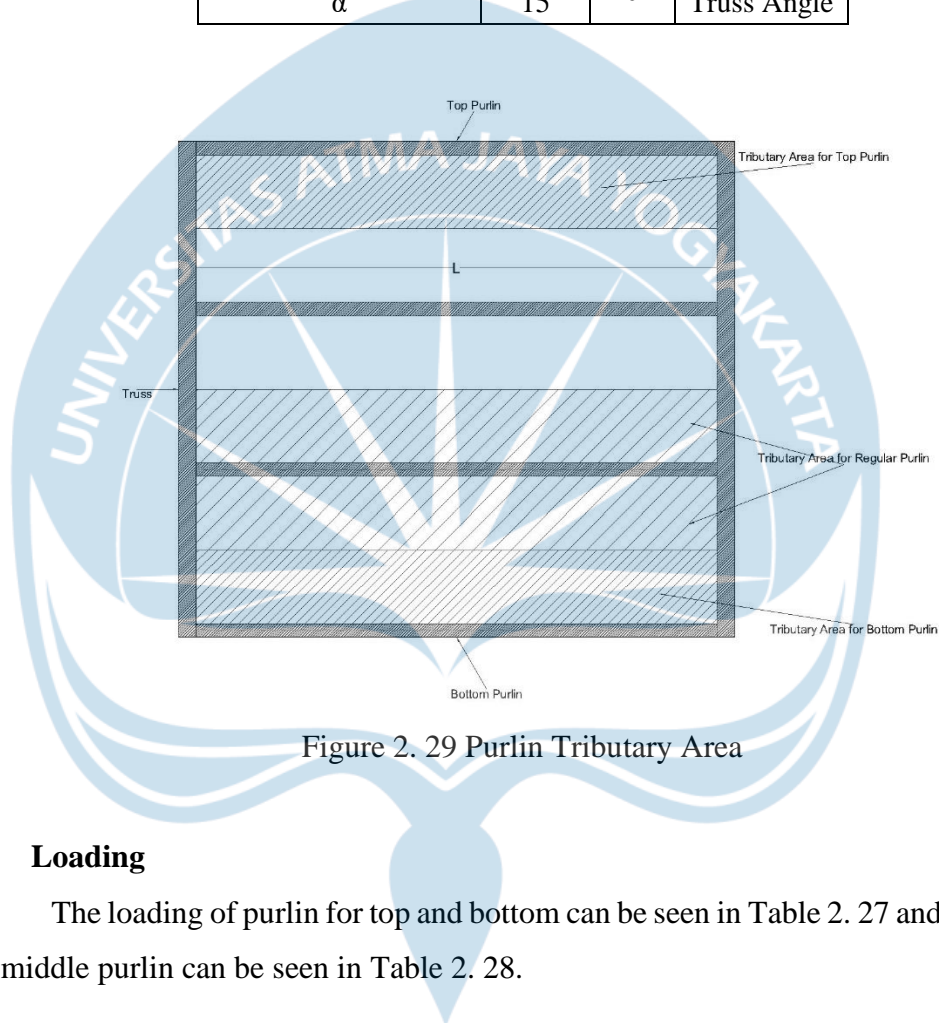 α 15 ° Truss Angle
Top Purlin
Tributary Area for Top Purlin
UNIVERSITAS ATMA JAYA YOGYAKARTA
L
Truss
Tributary Area for Regular Purlin
Tributary Area for Bottom Purlin
Bottom Purlin
Figure 2. 29 Purlin Tributary Area
Loading
The loading of purlin for top and bottom can be seen in Table 2. 27 and
middle purlin can be seen in Table 2. 28.